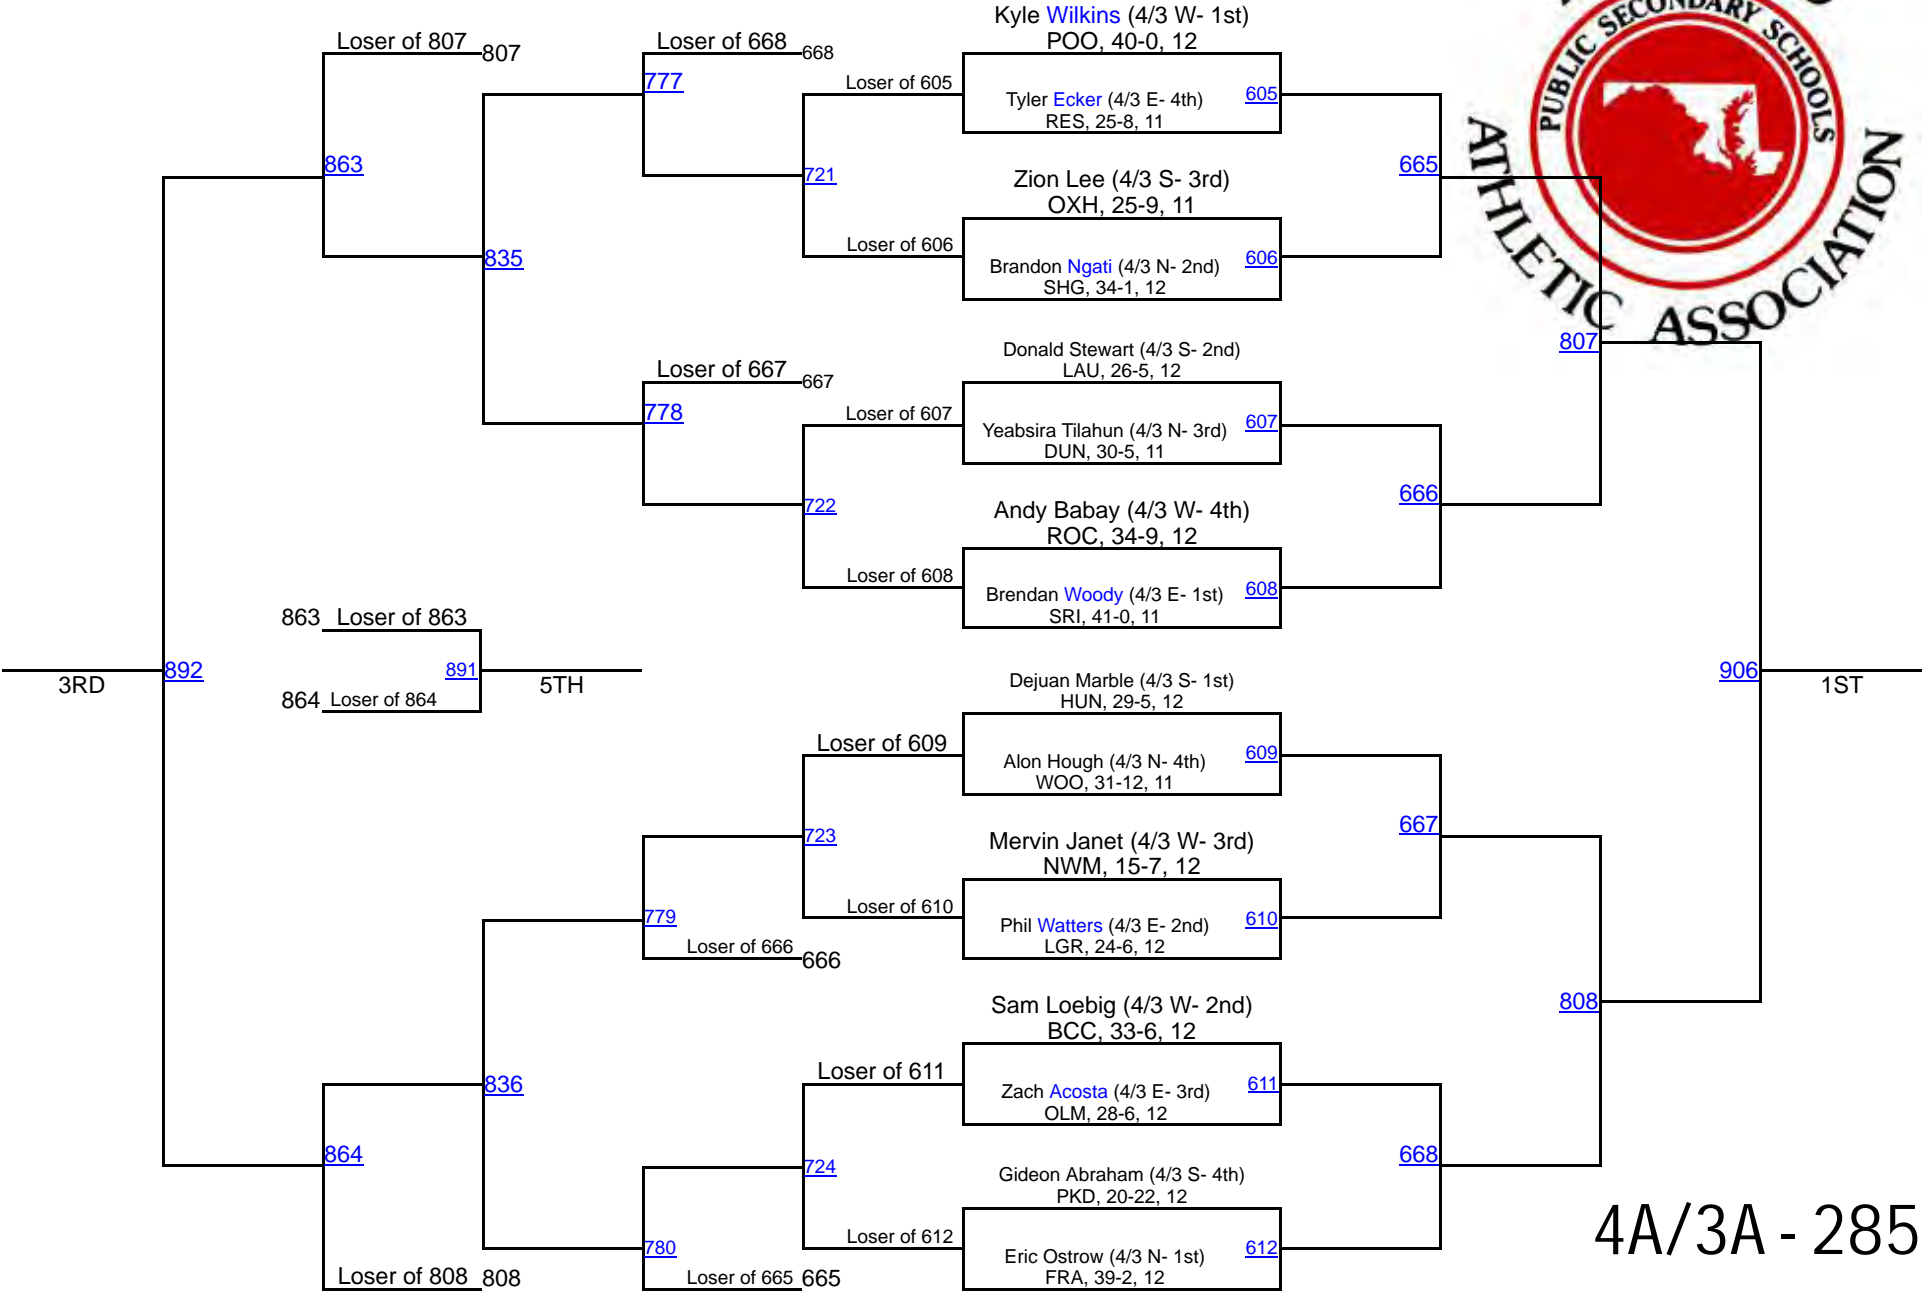 Kyle Wilkins (4/3 W- 1st)
POO, 40-0, 12
Loser of 807 807
Loser of 668 668
777
Loser of 605
Tyler Ecker (4/3 E- 4th) 605
RES, 25-8, 11
863
721
665
Zion Lee (4/3 S- 3rd)
OXH, 25-9, 11
835
Loser of 606
Brandon Ngati (4/3 N- 2nd) 606
SHG, 34-1, 12
PUBLIC SECONDARY SCHOOLS
ATHLETIC ASSOCIATION
807
Donald Stewart (4/3 S- 2nd)
LAU, 26-5, 12
Loser of 667 667
778
Loser of 607
Yeabsira Tilahun (4/3 N- 3rd) 607
DUN, 30-5, 11
722
666
Andy Babay (4/3 W- 4th)
ROC, 34-9, 12
Loser of 608
Brendan Woody (4/3 E- 1st) 608
SRI, 41-0, 11
863 Loser of 863
3RD
892
891
5TH
906
1ST
864 Loser of 864
Dejuan Marble (4/3 S- 1st)
HUN, 29-5, 12
Loser of 609
Alon Hough (4/3 N- 4th) 609
WOO, 31-12, 11
723
667
Mervin Janet (4/3 W- 3rd)
NWM, 15-7, 12
779
Loser of 610
Phil Watters (4/3 E- 2nd) 610
LGR, 24-6, 12
Loser of 666 666
Sam Loebig (4/3 W- 2nd)
BCC, 33-6, 12
808
836
Loser of 611
Zach Acosta (4/3 E- 3rd) 611
OLM, 28-6, 12
864
724
668
Gideon Abraham (4/3 S- 4th)
PKD, 20-22, 12
780
Loser of 612
Eric Ostrow (4/3 N- 1st) 612
FRA, 39-2, 12
Loser of 808 808
Loser of 665 665
4A/3A - 285